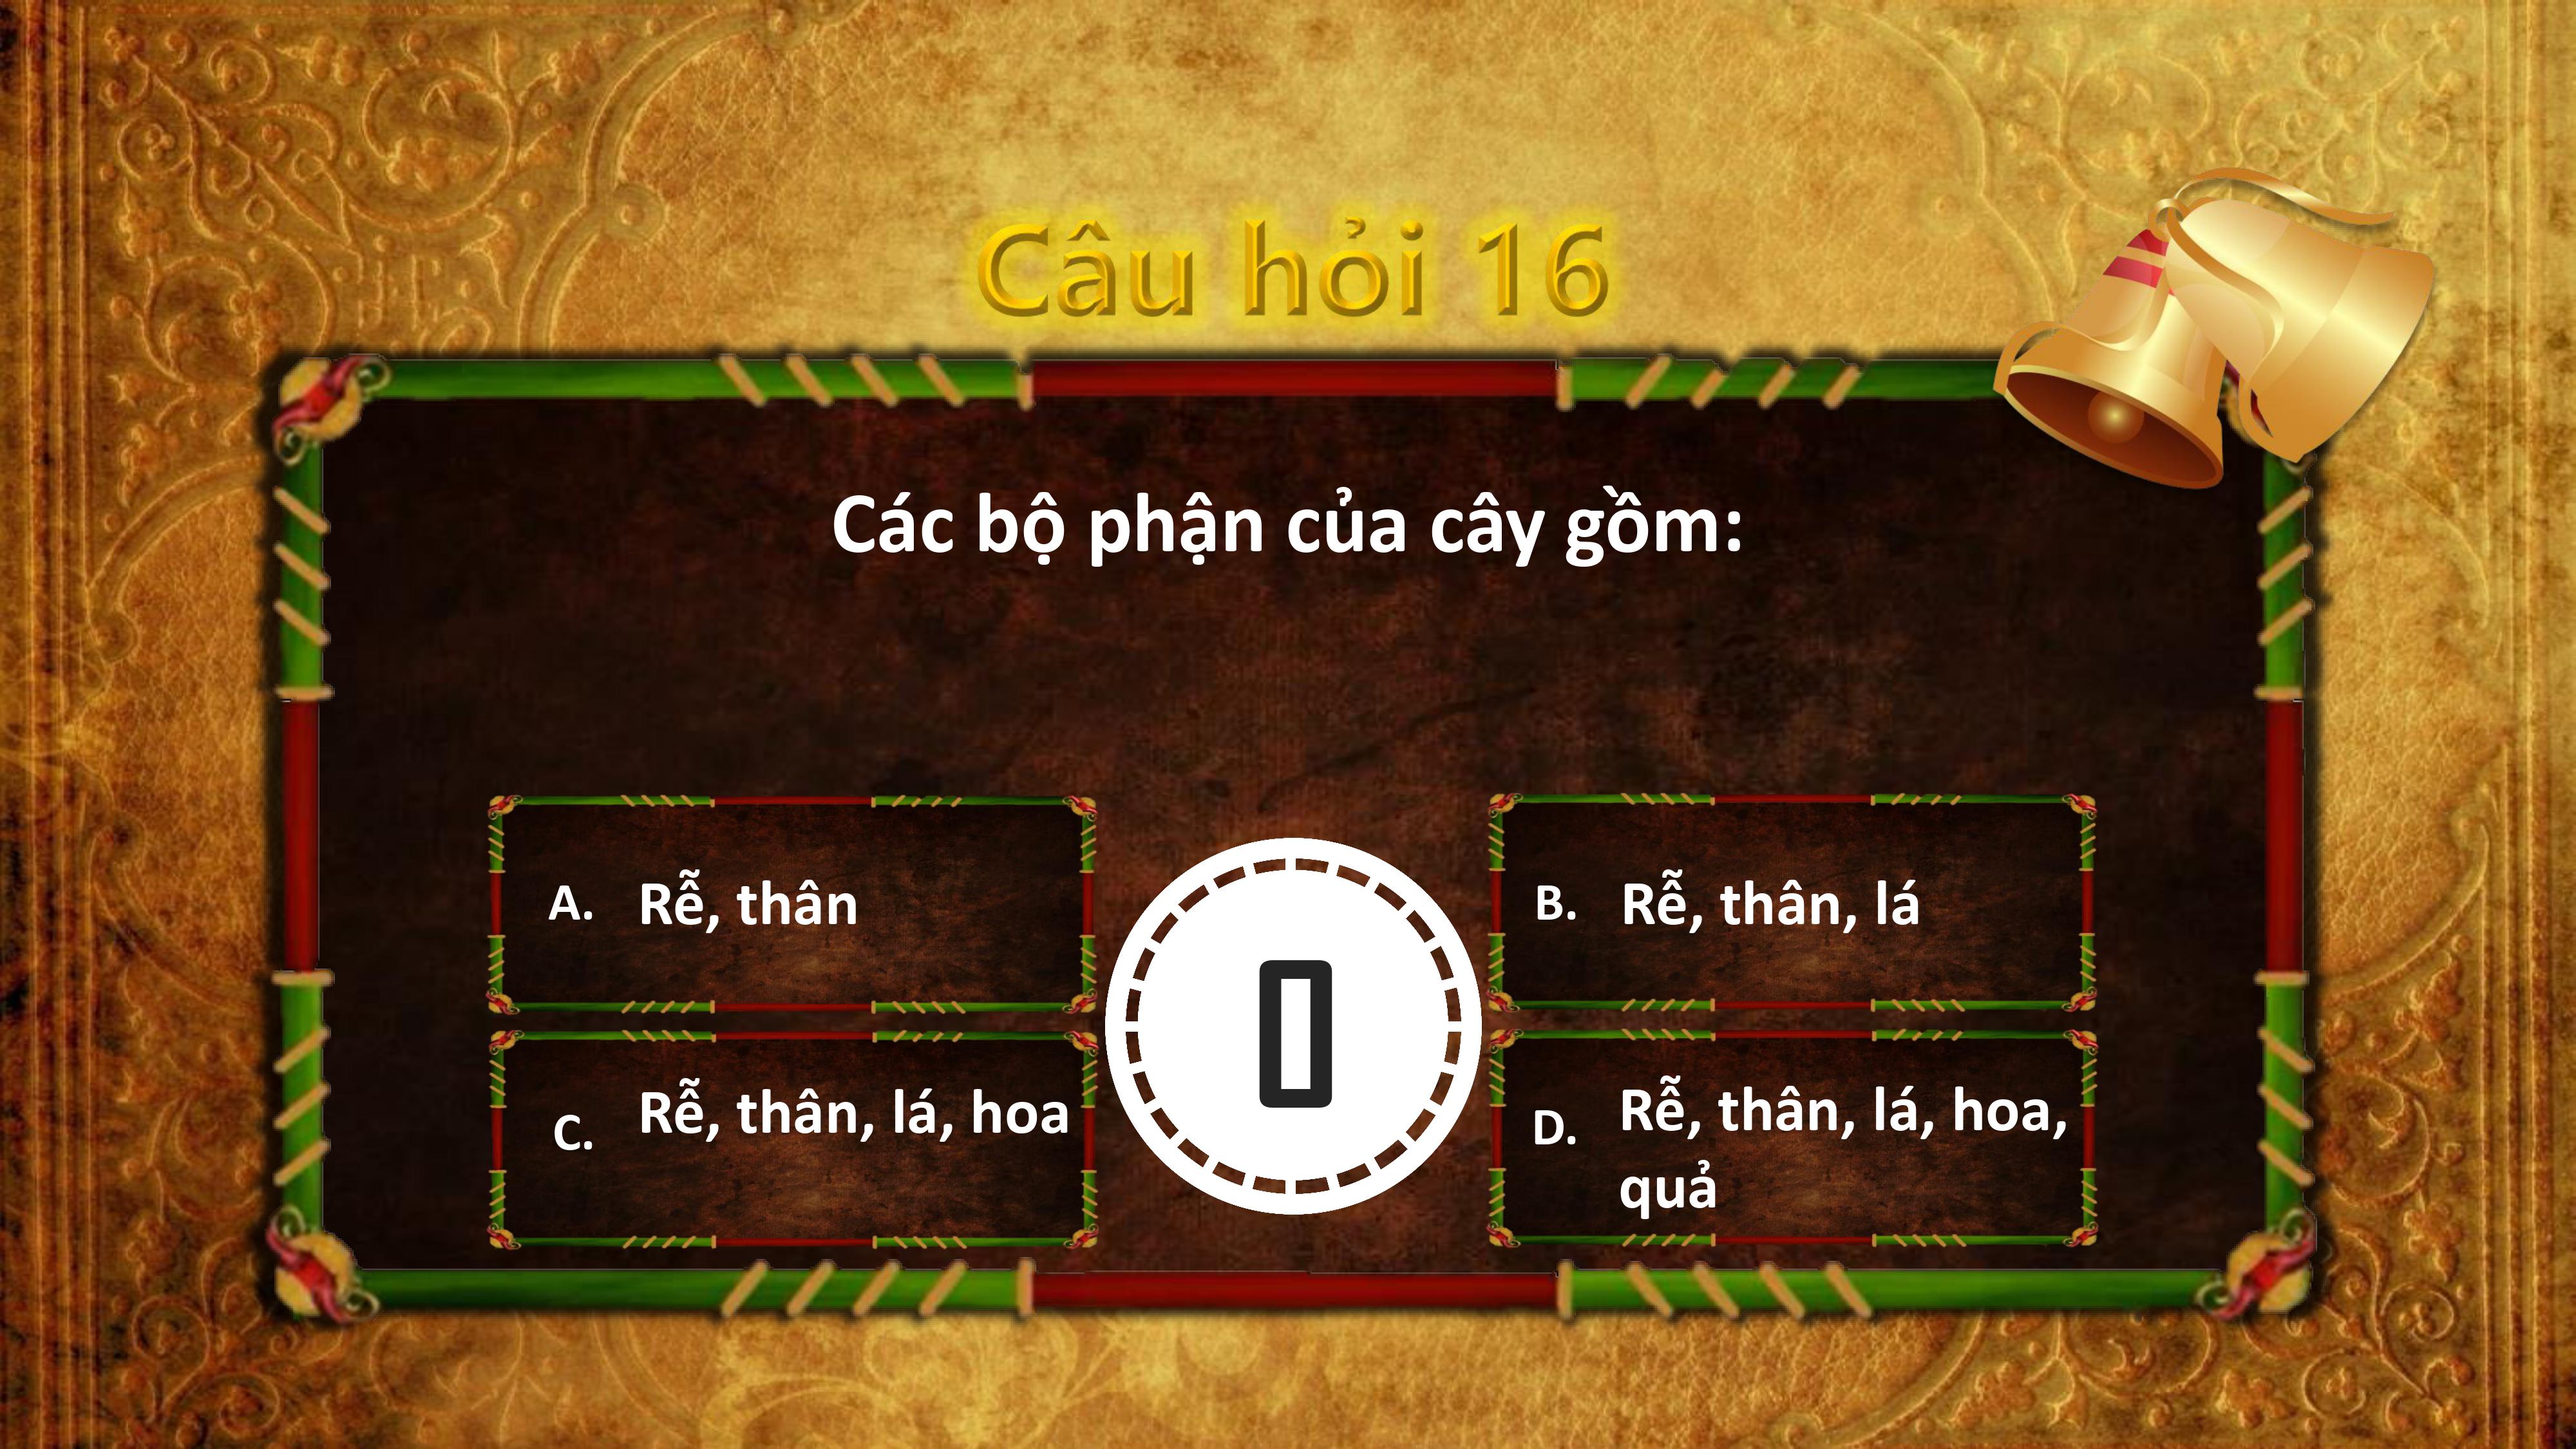 Câu hỏi 16
Các bộ phận của cây gồm:
A. Rễ, thân
B. Rễ, thân, lá
C. Rễ, thân, lá, hoa
D. Rễ, thân, lá, hoa,
quả